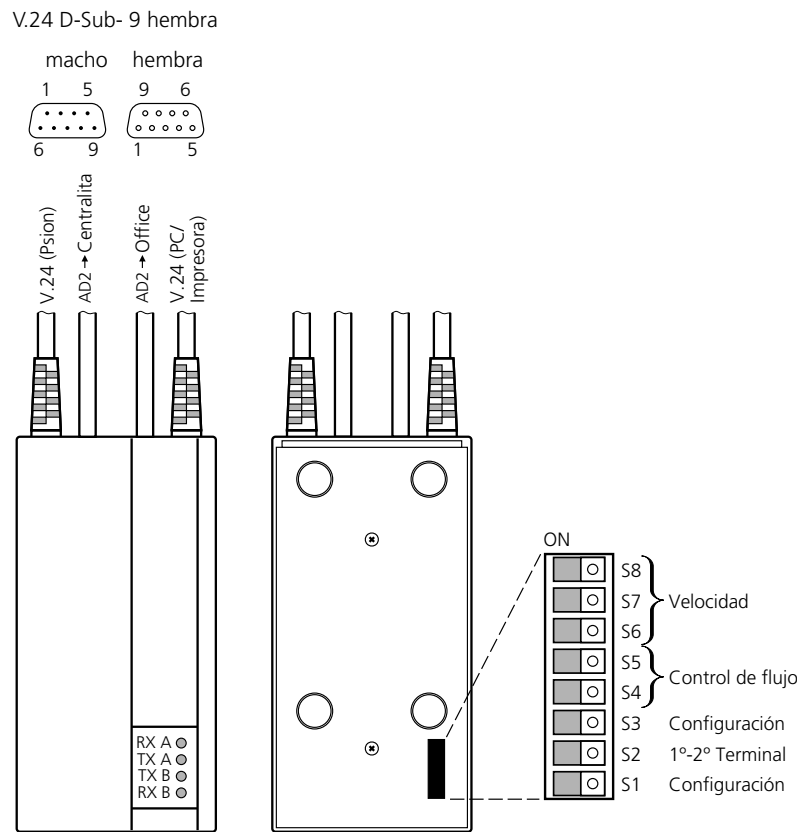 V.24 D-Sub- 9 hembra
macho hembra
1 5 9 6
6 9 1 5
V.24 (Psion)
AD2→Centralita
AD2→Office
V.24 (PC/
Impresora)
RX A
TX A
TX B
RX B
ON
S8
S7 Velocidad
S6
S5
S4 Control de flujo
S3 Configuración
S2 1º-2º Terminal
S1 Configuración